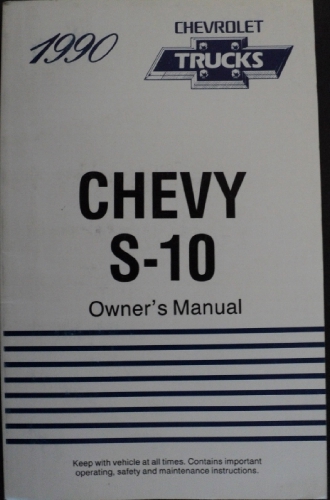 1990
CHEVROLET
TRUCKS
CHEVY
S-10
Owner's Manual
Keep with vehicle at all times. Contains important
operating, safety and maintenance instructions.